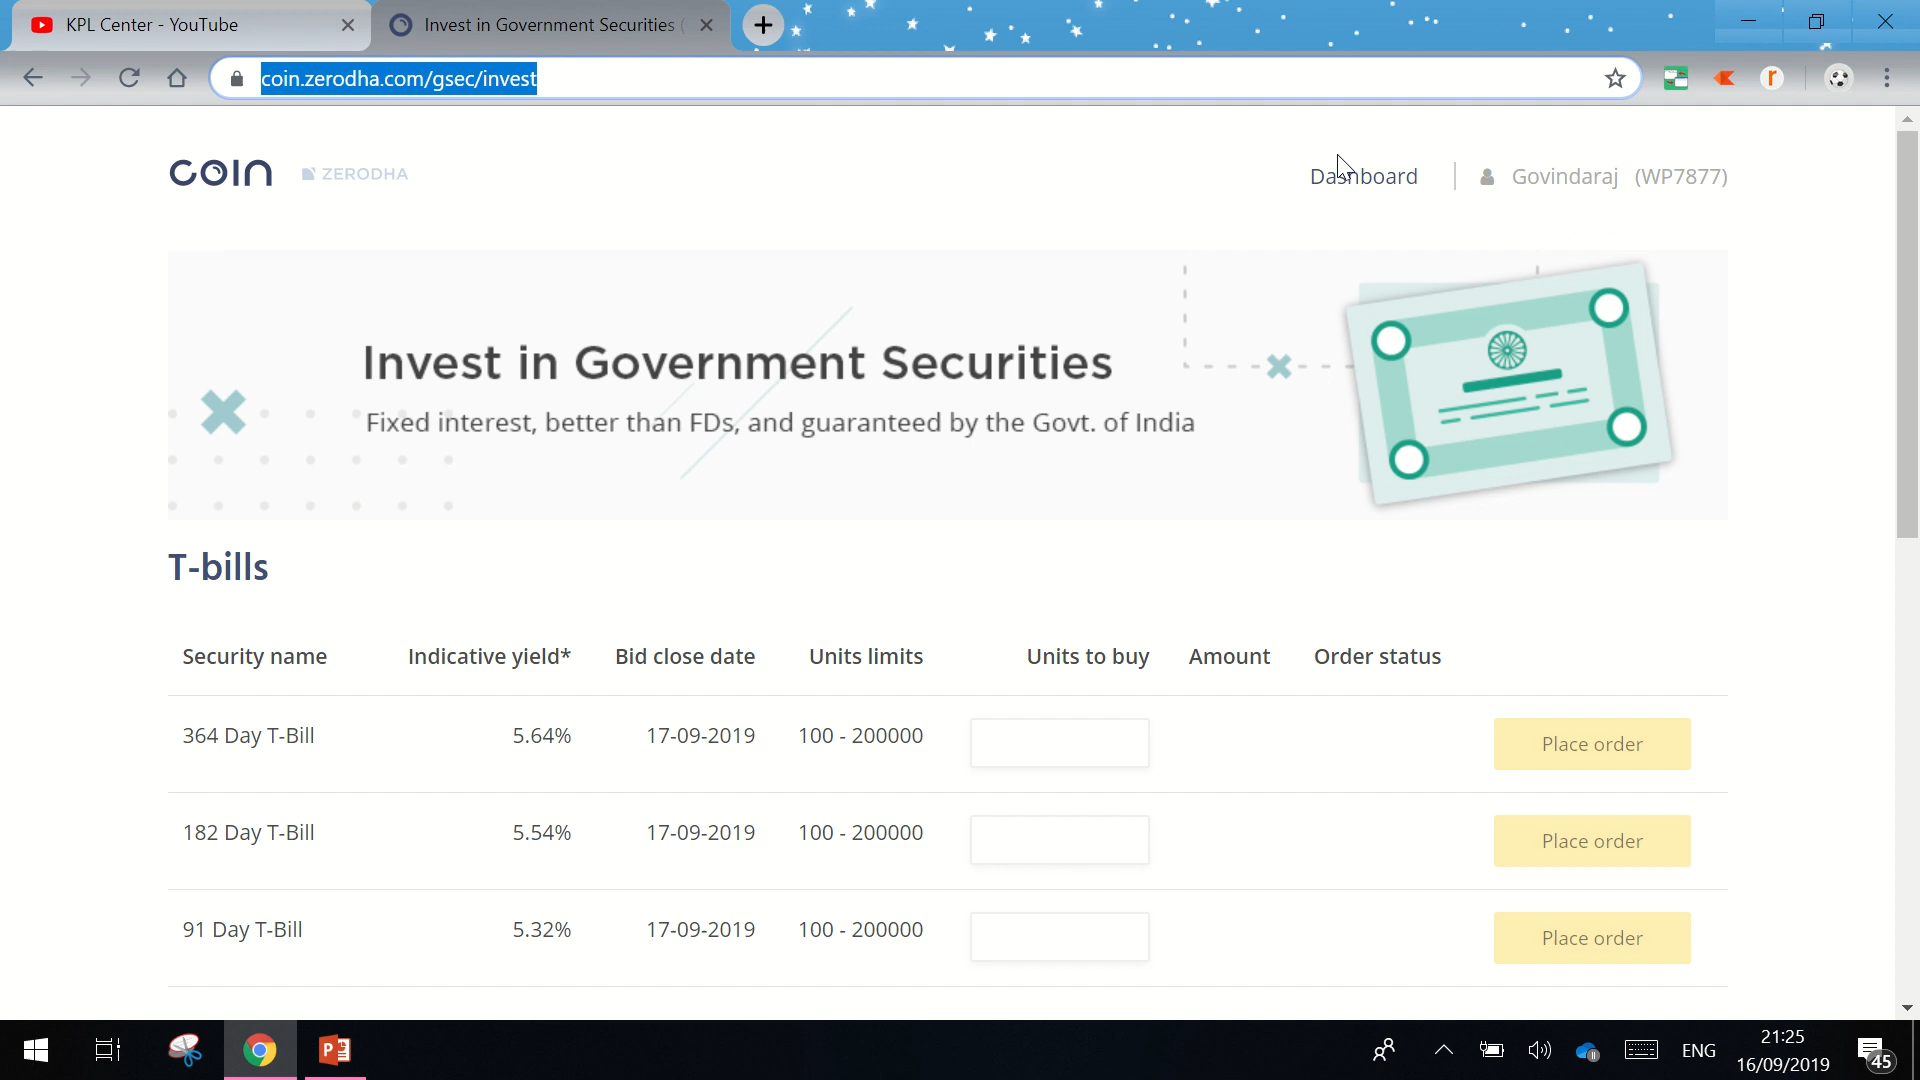 KPL Center - YouTube
Invest in Government Securities (
coin.zerodha.com/gsec/invest
coin ZERODHA
Dashboard
Govindaraj (WP7877)
Invest in Government Securities
Fixed interest, better than FDs, and guaranteed by the Govt. of India
T-bills
Security name Indicative yield* Bid close date Units limits Units to buy Amount Order status
364 Day T-Bill 5.64% 17-09-2019 100 - 200000 Place order
182 Day T-Bill 5.54% 17-09-2019 100 - 200000 Place order
91 Day T-Bill 5.32% 17-09-2019 100 - 200000 Place order
ENG
21:25
16/09/2019
45